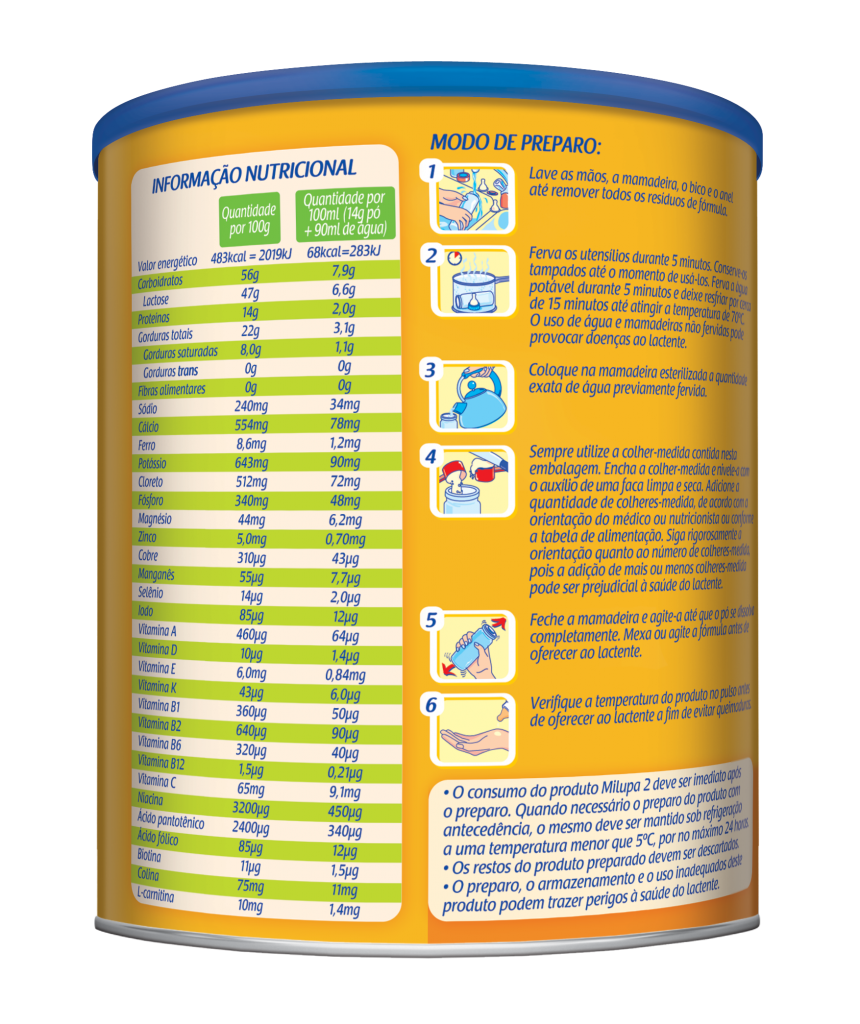 INFORMAÇÃO NUTRICIONAL
Quantidade por 100g
Quantidade por 100ml (14g pó + 90ml de água)
Valor energético 483kcal = 2019kJ 68kcal=283kJ
Carboidratos 56g 7,9g
Lactose 47g 6,6g
Proteínas 14g 2,0g
Gorduras totais 22g 3,1g
Gorduras saturadas 8,0g 1,1g
Gorduras trans 0g 0g
Fibras alimentares 0g 0g
Sódio 240mg 34mg
Cálcio 554mg 78mg
Ferro 8,6mg 1,2mg
Potássio 643mg 90mg
Cloreto 512mg 72mg
Fósforo 340mg 48mg
Magnésio 44mg 6,2mg
Zinco 5,0mg 0,70mg
Cobre 310µg 43µg
Manganês 55µg 7,7µg
Selênio 14µg 2,0µg
Iodo 85µg 12µg
Vitamina A 460µg 64µg
Vitamina D 10µg 1,4µg
Vitamina E 6,0mg 0,84mg
Vitamina K 43µg 6,0µg
Vitamina B1 360µg 50µg
Vitamina B2 640µg 90µg
Vitamina B6 320µg 40µg
Vitamina B12 1,5µg 0,21µg
Vitamina C 65mg 9,1mg
Niacina 3200µg 450µg
Ácido pantotênico 2400µg 340µg
Ácido fólico 85µg 12µg
Biotina 11µg 1,5µg
Colina 75mg 11mg
L-carnitina 10mg 1,4mg
MODO DE PREPARO:
1
Lave as mãos, a mamadeira, o bico e o anel
até remover todos os resíduos de fórmula.
2
Ferva os utensílios durante 5 minutos. Conserve-os
tampados até o momento de usá-los. Ferva a água
potável durante 5 minutos e deixe resfriar por cerca
de 15 minutos até atingir a temperatura de 70°C.
O uso de água e mamadeiras não fervidas pode
provocar doenças ao lactente.
3
Coloque na mamadeira esterilizada a quantidade
exata de água previamente fervida.
4
Sempre utilize a colher-medida contida nesta
embalagem. Encha a colher-medida e nivele-a com
o auxílio de uma faca limpa e seca. Adicione a
quantidade de colheres-medida, de acordo com a
orientação do médico ou nutricionista ou conforme
a tabela de alimentação. Siga rigorosamente a
orientação quanto ao número de colheres-medida,
pois a adição de mais ou menos colheres-medida
pode ser prejudicial à saúde do lactente.
5
Feche a mamadeira e agite-a até que o pó se dissolva
completamente. Mexa ou agite a fórmula antes de
oferecer ao lactente.
6
Verifique a temperatura do produto no pulso antes
de oferecer ao lactente a fim de evitar queimaduras.
• O consumo do produto Milupa 2 deve ser imediato após
o preparo. Quando necessário o preparo do produto com
antecedência, o mesmo deve ser mantido sob refrigeração
a uma temperatura menor que 5°C, por no máximo 24 horas.
• Os restos do produto preparado devem ser descartados.
• O preparo, o armazenamento e o uso inadequados deste
produto podem trazer perigos à saúde do lactente.